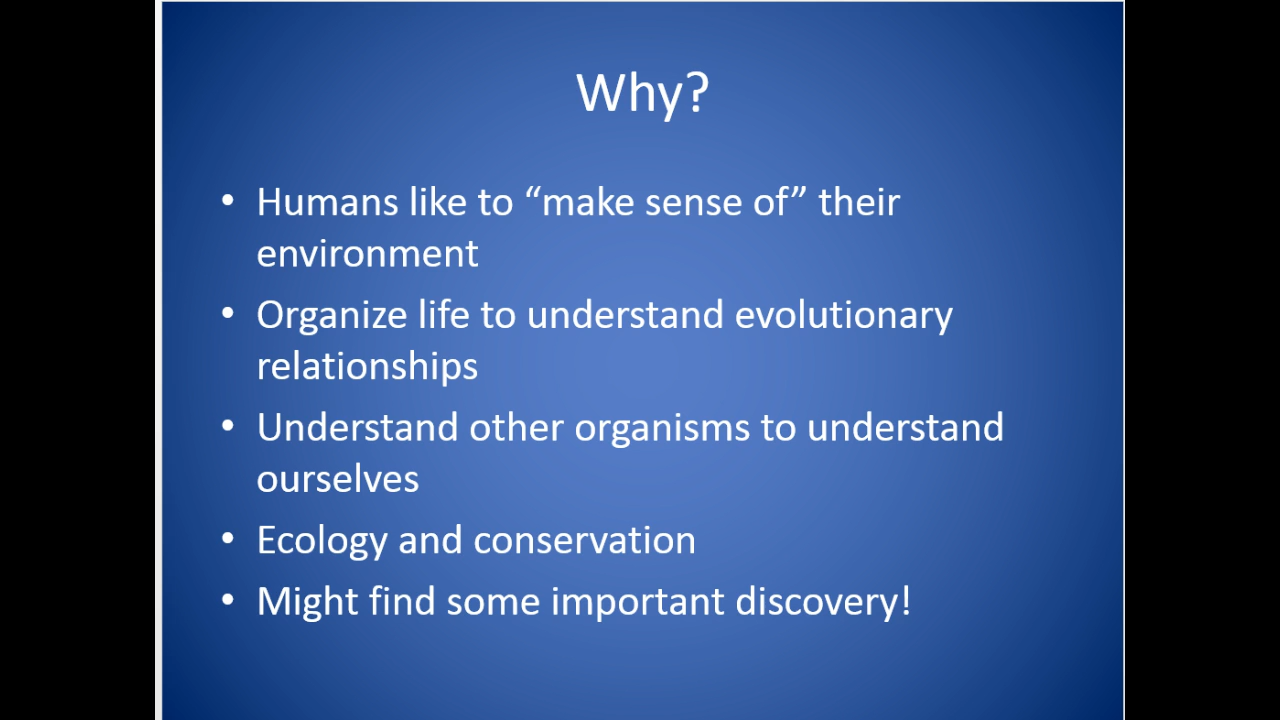 Why?
• Humans like to “make sense of” their
environment
• Organize life to understand evolutionary
relationships
• Understand other organisms to understand
ourselves
• Ecology and conservation
• Might find some important discovery!